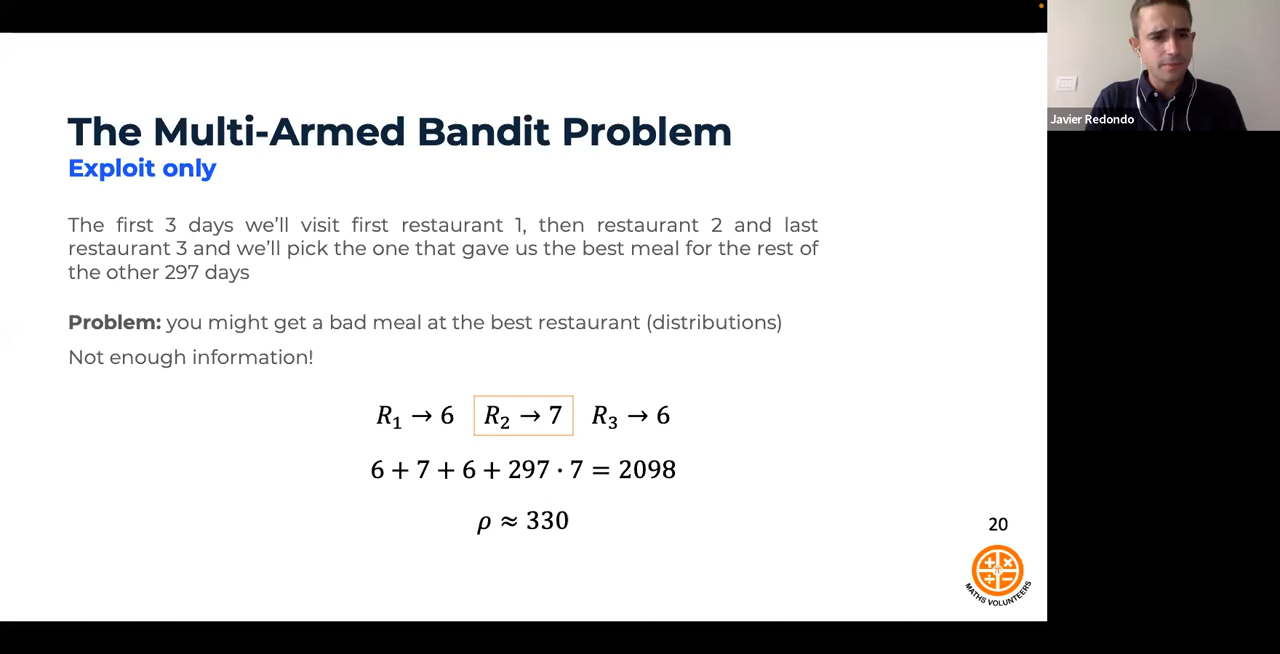 The Multi-Armed Bandit Problem
Exploit only
The first 3 days we'll visit first restaurant 1, then restaurant 2 and last
restaurant 3 and we'll pick the one that gave us the best meal for the rest of
the other 297 days
Problem: you might get a bad meal at the best restaurant (distributions)
Not enough information!
R₁ → 6 R₂ → 7 R₃ → 6
6 + 7 + 6 + 297 · 7 = 2098
ρ ≈ 330
20
MATHS VOLUNTEERS
Javier Redondo